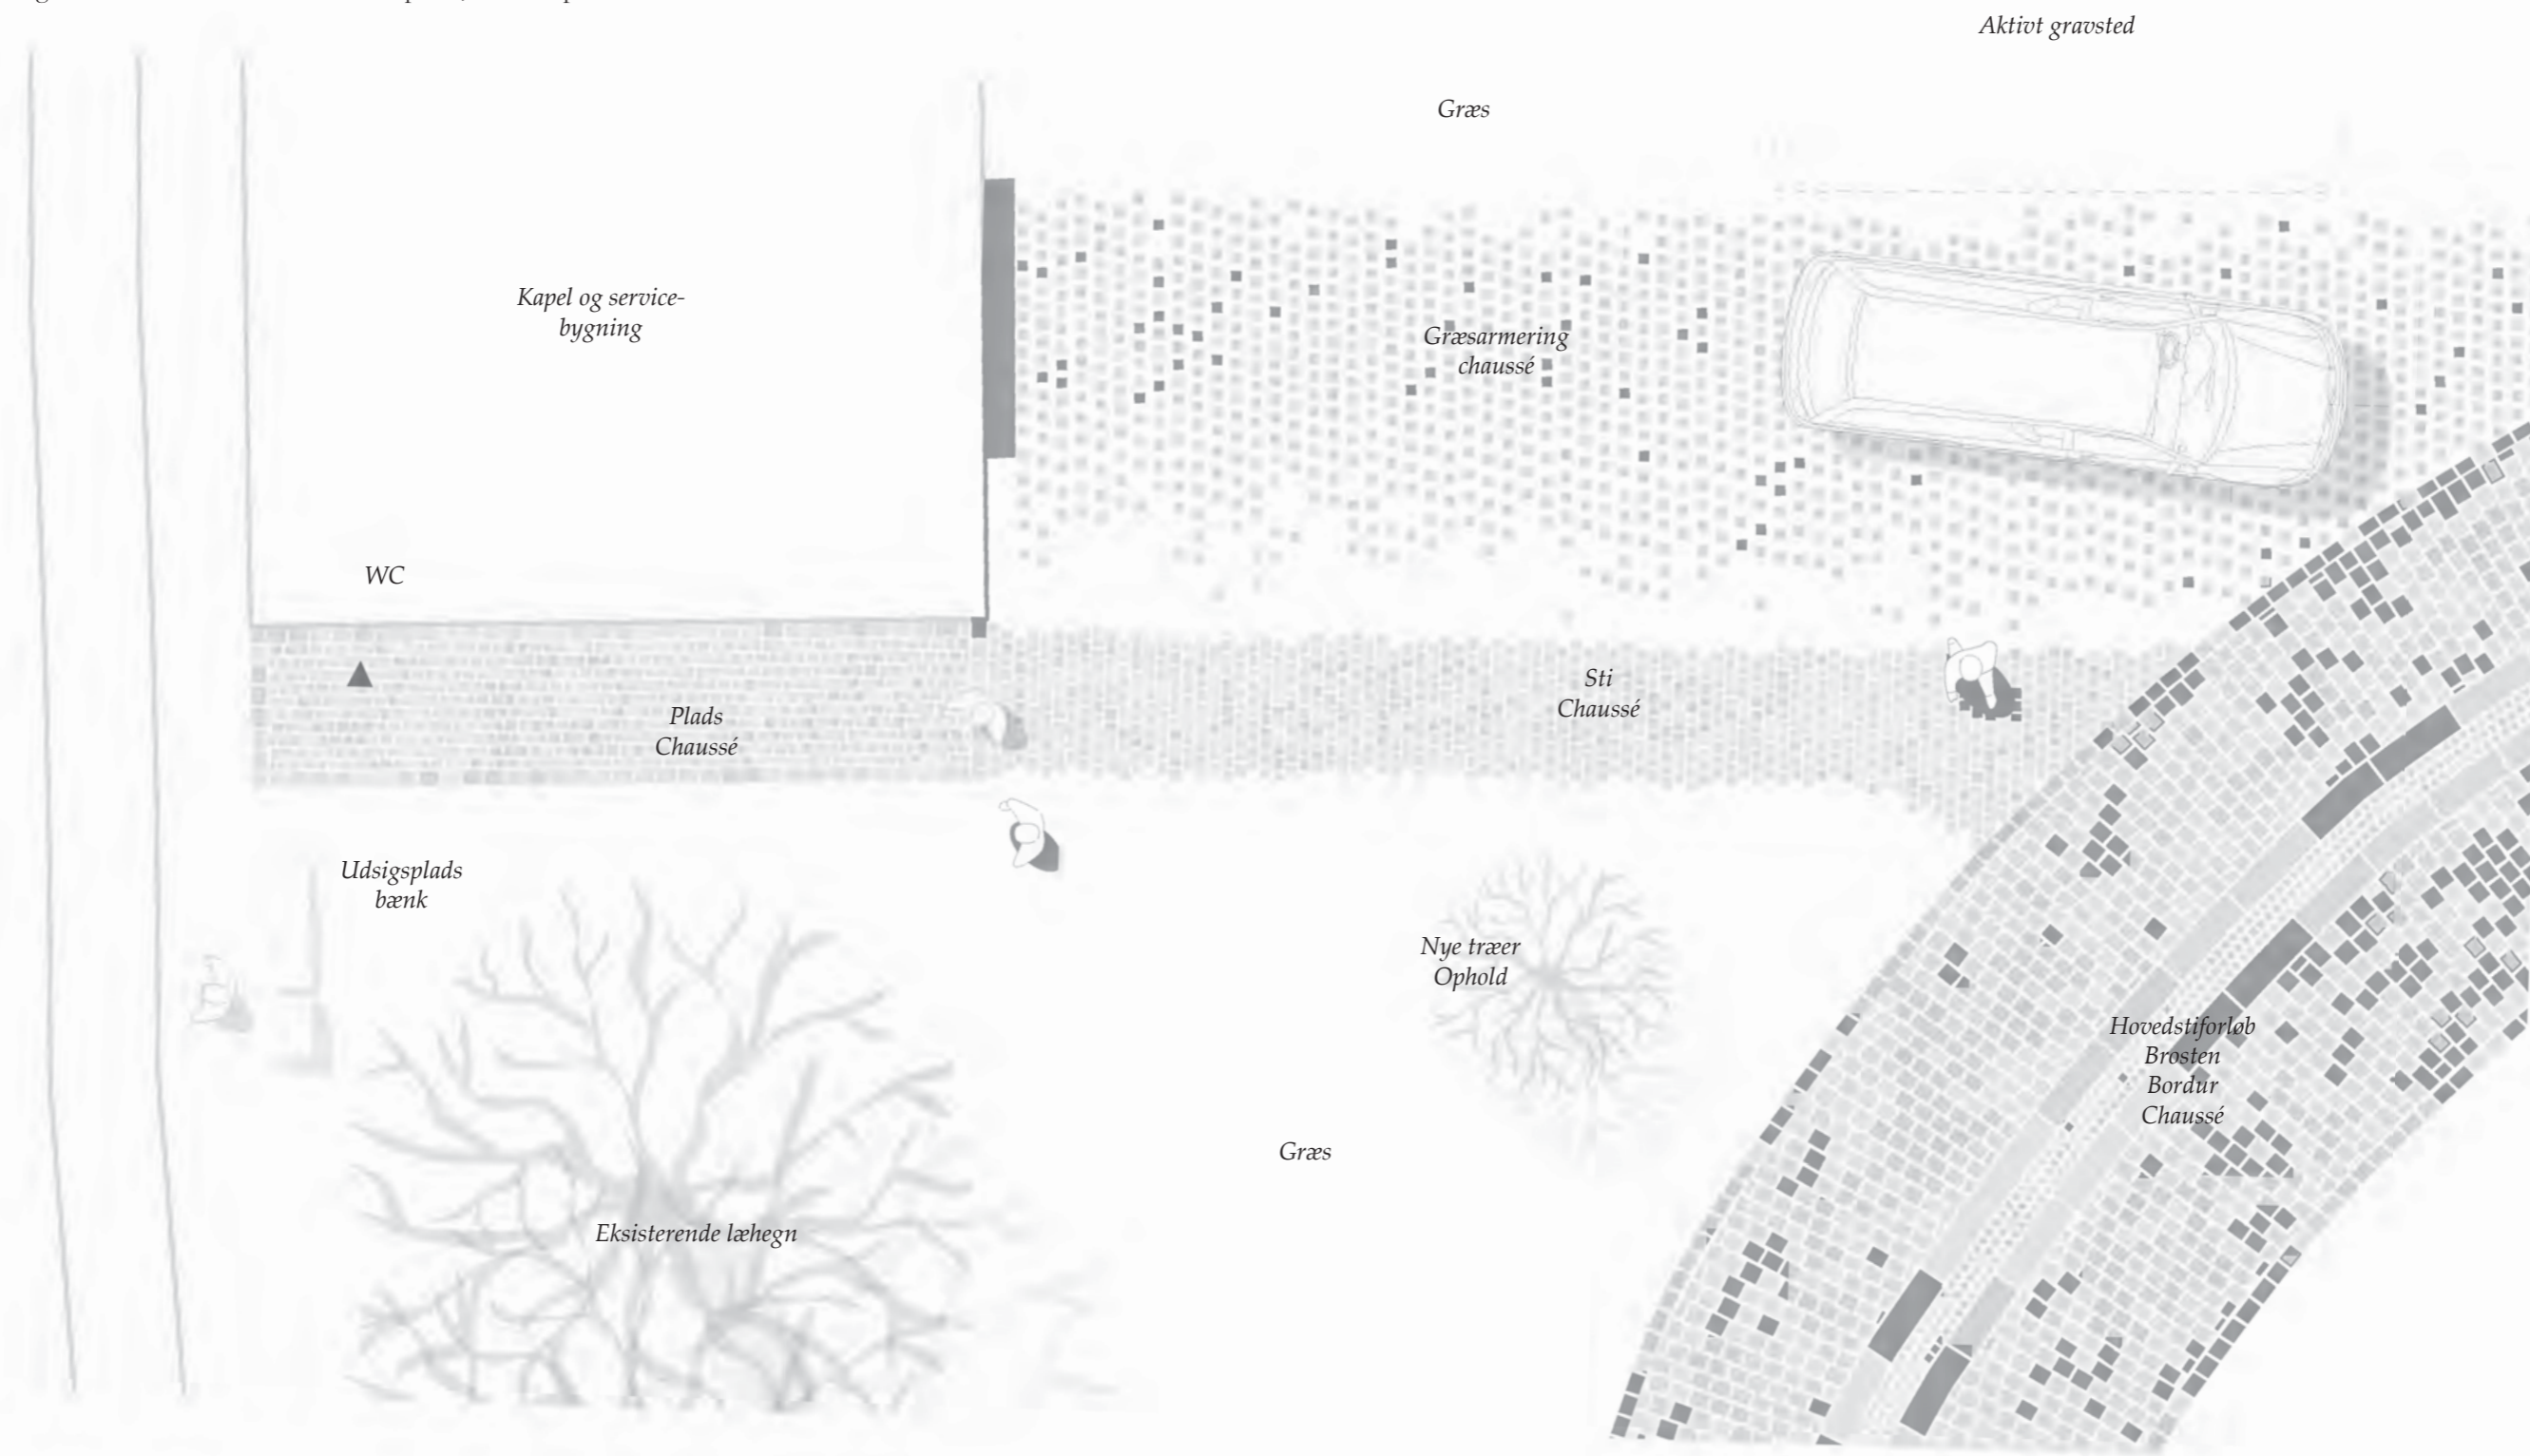 Aktivt gravsted
Græs
Kapel og service-
bygning
Græsarmering
chaussé
WC
Sti
Chaussé
Plads
Chaussé
Udsigsplads
bænk
Nye træer
Ophold
Hovedstiforløb
Brosten
Bordur
Chaussé
Græs
Eksisterende læhegn